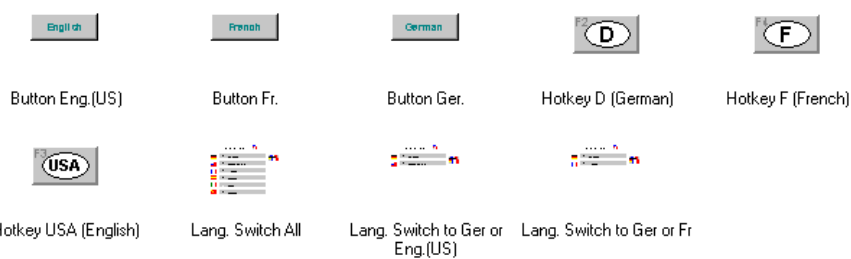 English
French
German
F2
D
F4
F
Button Eng.(US)
Button Fr.
Button Ger.
Hotkey D (German)
Hotkey F (French)
F3
USA
Hotkey USA (English)
Lang. Switch All
Lang. Switch to Ger or
Eng.(US)
Lang. Switch to Ger or Fr